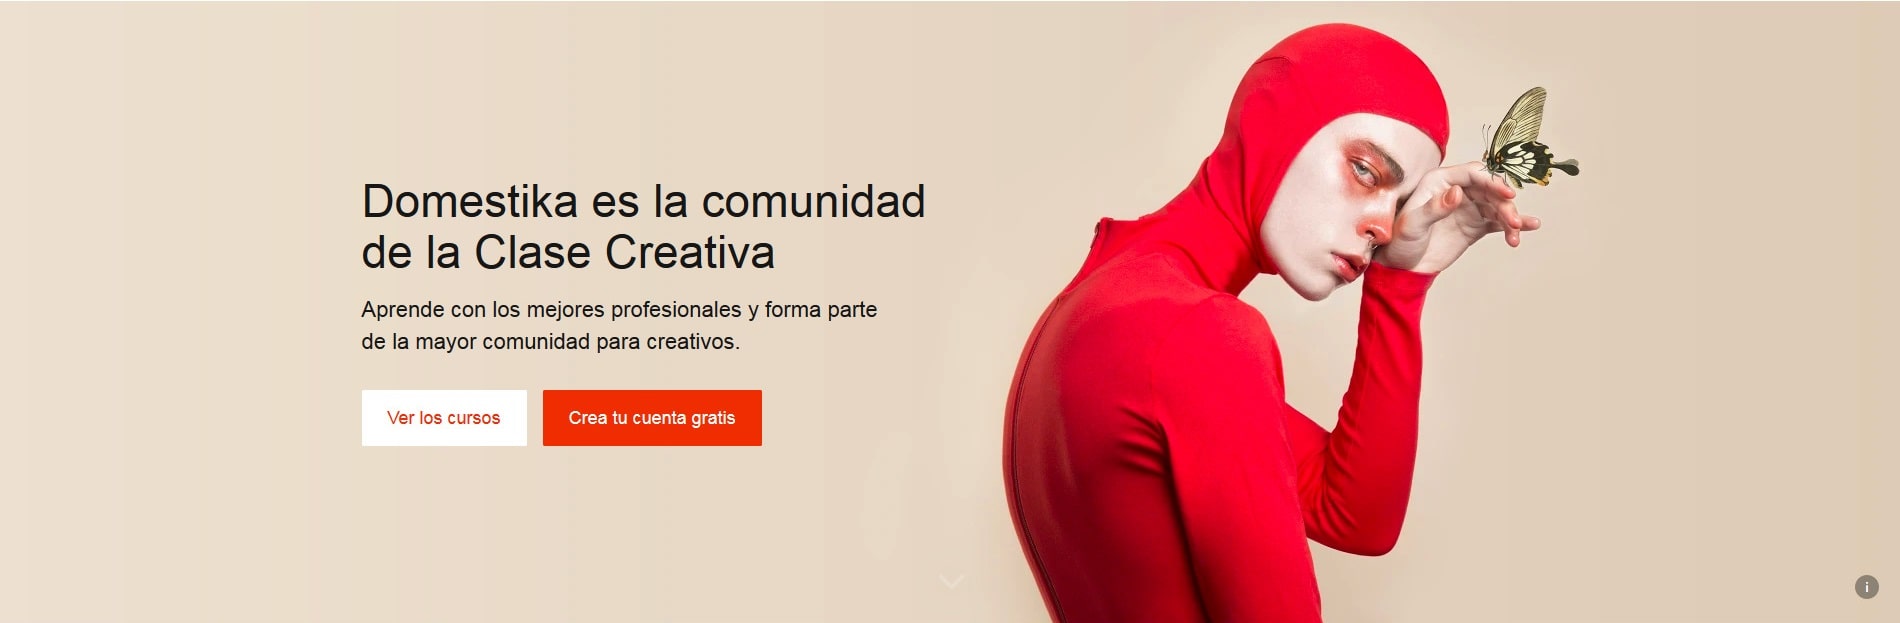 Domestika es la comunidad
de la Clase Creativa
Aprende con los mejores profesionales y forma parte
de la mayor comunidad para creativos.
Ver los cursos
Crea tu cuenta gratis
i